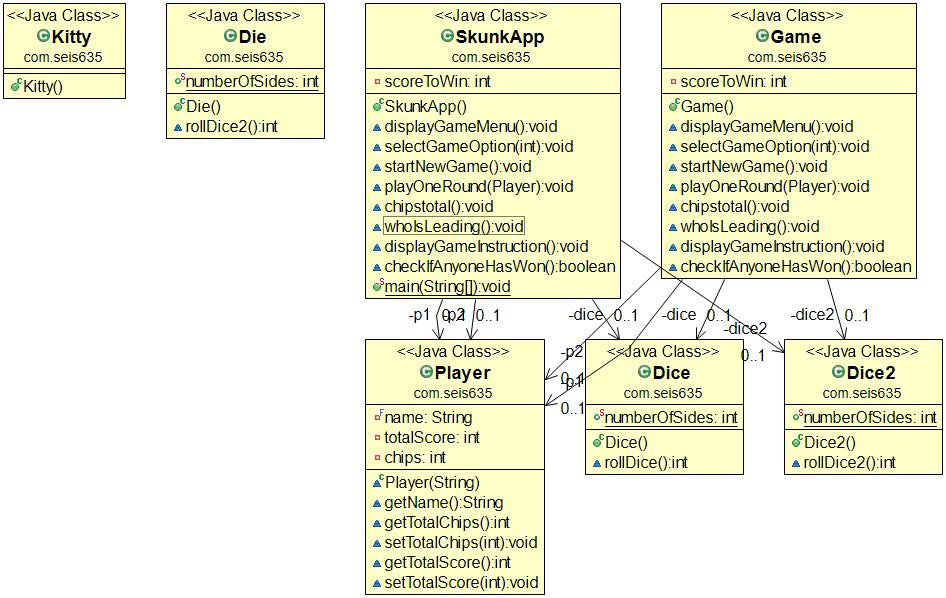 <<Java Class>>
Kitty
com.seis635
Kitty()
<<Java Class>>
Die
com.seis635
numberOfSides: int
Die()
rollDice2():int
<<Java Class>>
SkunkApp
com.seis635
scoreToWin: int
SkunkApp()
displayGameMenu():void
selectGameOption(int):void
startNewGame():void
playOneRound(Player):void
chipstotal():void
whoIsLeading():void
displayGameInstruction():void
checkIfAnyoneHasWon():boolean
main(String[]):void
<<Java Class>>
Game
com.seis635
scoreToWin: int
Game()
displayGameMenu():void
selectGameOption(int):void
startNewGame():void
playOneRound(Player):void
chipstotal():void
whoIsLeading():void
displayGameInstruction():void
checkIfAnyoneHasWon():boolean
-p1
0..1
-dice
0..1
-dice
0..1
-dice2
0..1
-dice2
0..1
-p2
0..1
-p1
0..1
<<Java Class>>
Player
com.seis635
name: String
totalScore: int
chips: int
Player(String)
getName():String
getTotalChips():int
setTotalChips(int):void
getTotalScore():int
setTotalScore(int):void
<<Java Class>>
Dice
com.seis635
numberOfSides: int
Dice()
rollDice():int
<<Java Class>>
Dice2
com.seis635
numberOfSides: int
Dice2()
rollDice2():int